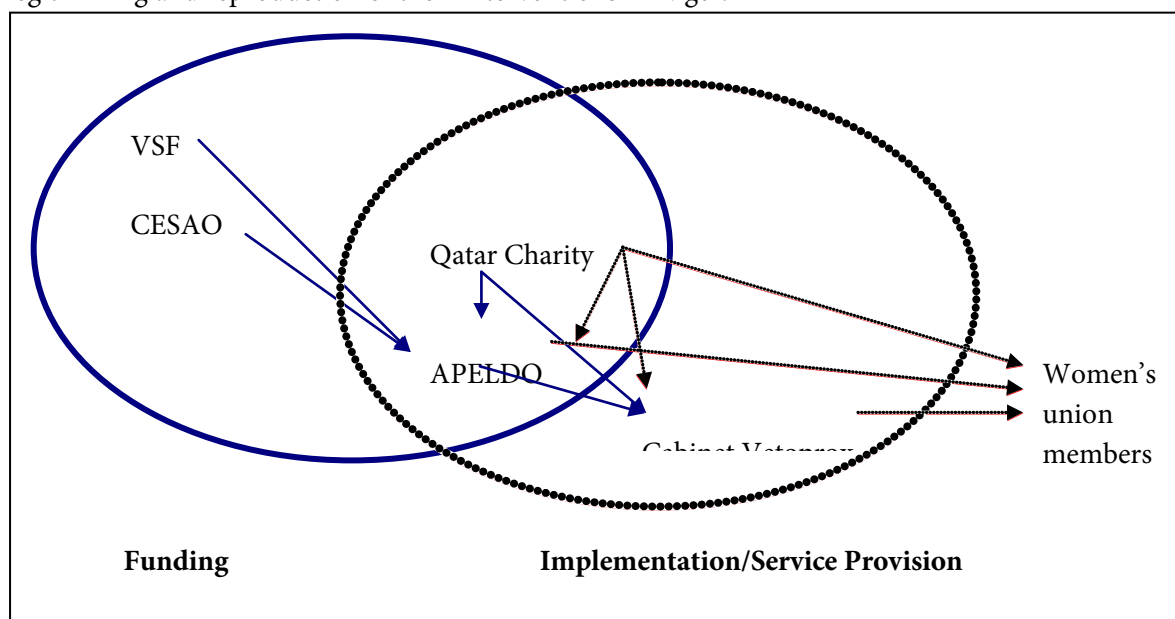 VSF
CESAO
Qatar Charity
APELDO
Women’s
union
members
Funding
Implementation/Service Provision